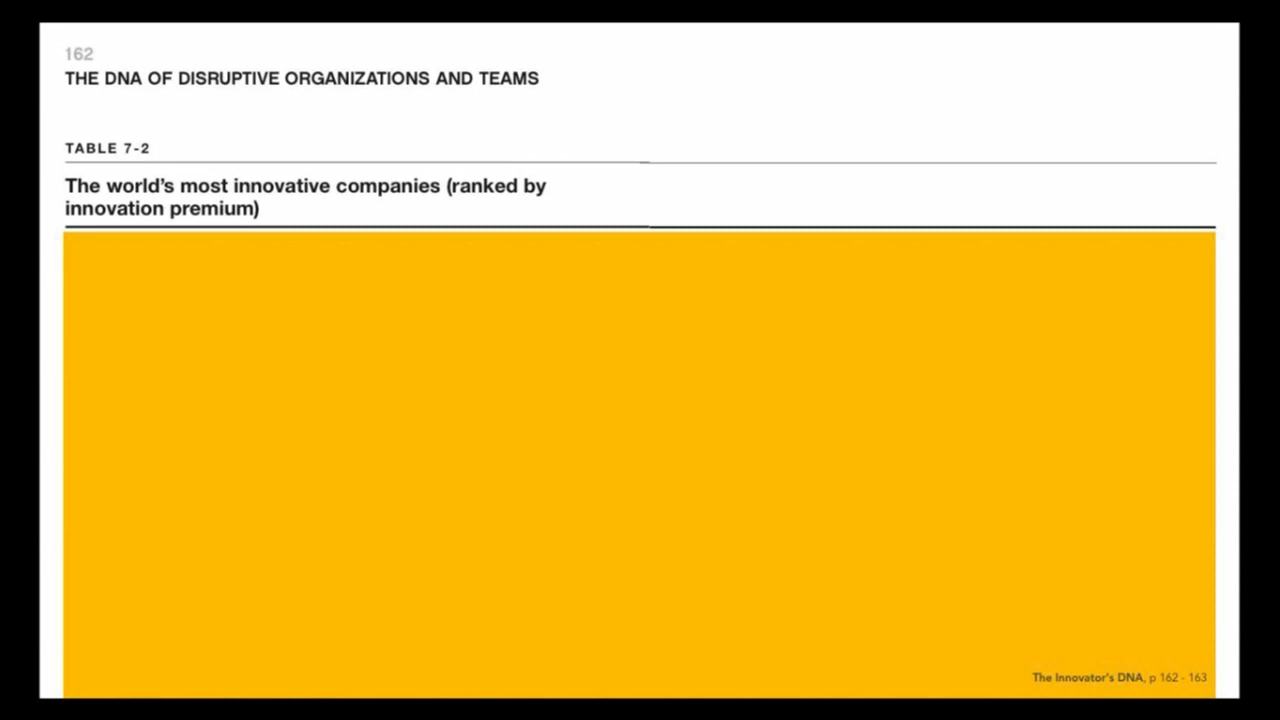 162
THE DNA OF DISRUPTIVE ORGANIZATIONS AND TEAMS
TABLE 7-2
The world’s most innovative companies (ranked by
innovation premium)
The Innovator's DNA, p 162 - 163